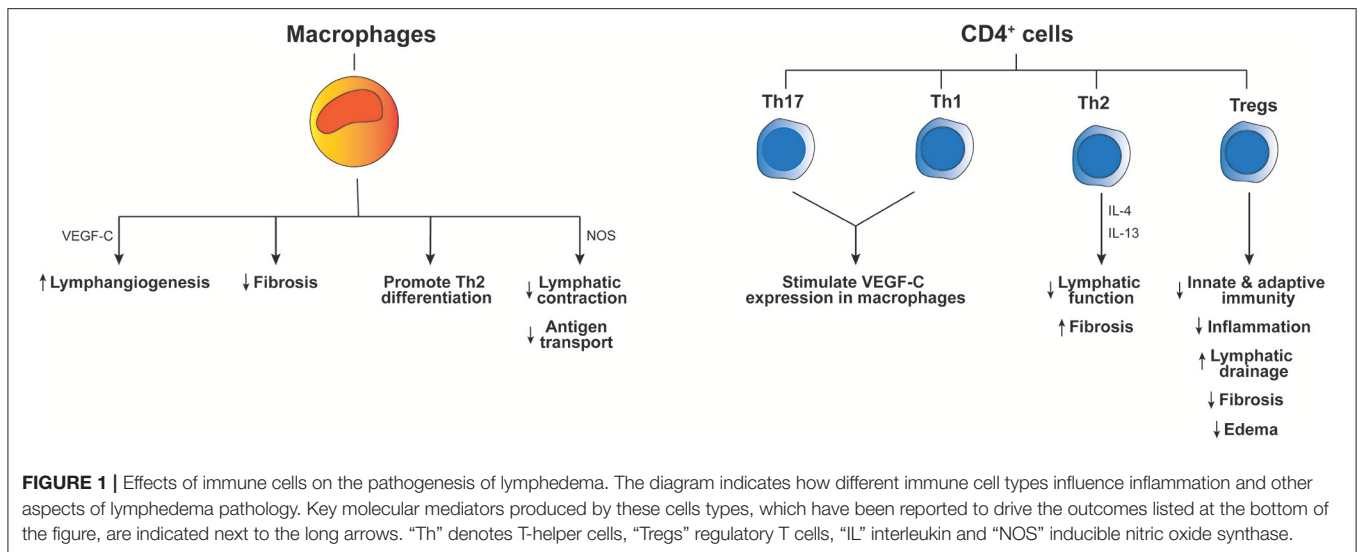 Macrophages
VEGF-C
NOS
↑ Lymphangiogenesis
↓ Fibrosis
Promote Th2
differentiation
↓ Lymphatic
contraction
↓ Antigen
transport
CD4+ cells
Th17
Th1
Th2
Tregs
IL-4
IL-13
Stimulate VEGF-C
expression in macrophages
↓ Lymphatic
function
↑ Fibrosis
↓ Innate & adaptive
immunity
↓ Inflammation
↑ Lymphatic
drainage
↓ Fibrosis
↓ Edema
FIGURE 1 | Effects of immune cells on the pathogenesis of lymphedema. The diagram indicates how different immune cell types influence inflammation and other
aspects of lymphedema pathology. Key molecular mediators produced by these cells types, which have been reported to drive the outcomes listed at the bottom of
the figure, are indicated next to the long arrows. “Th” denotes T-helper cells, “Tregs” regulatory T cells, “IL” interleukin and “NOS” inducible nitric oxide synthase.